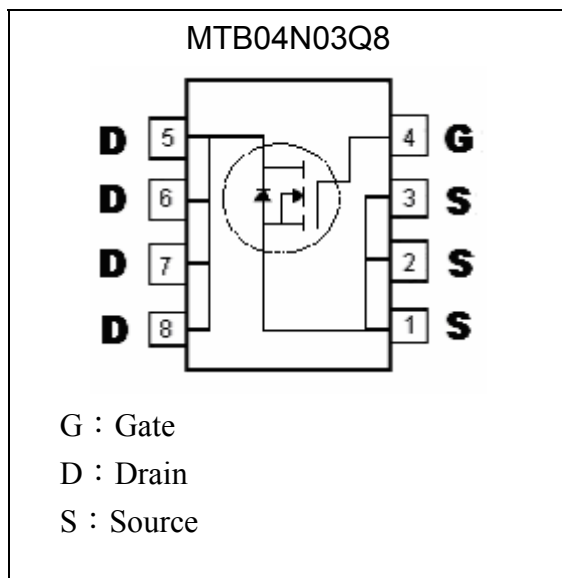 MTB04N03Q8
D 5 4 G
D 6 3 S
D 7 2 S
D 8 1 S
G：Gate
D：Drain
S：Source